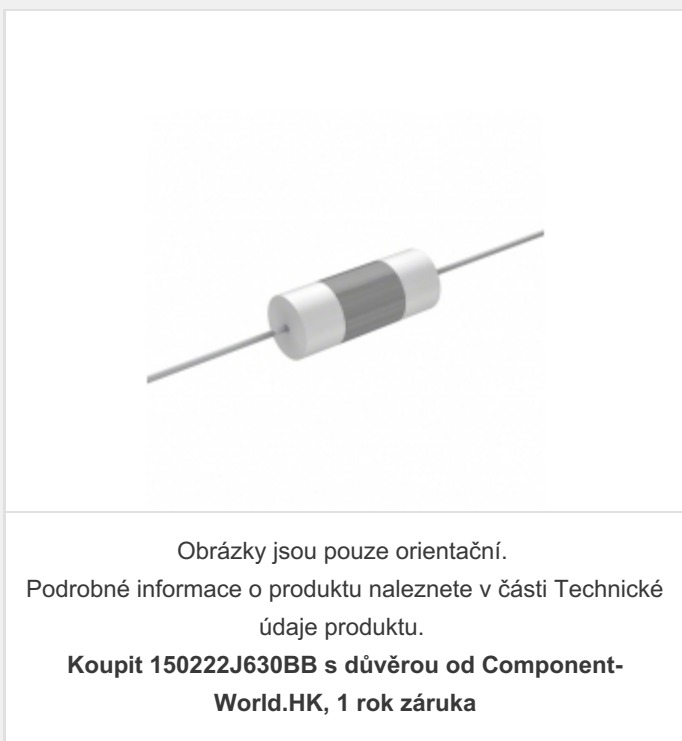 Obrázky jsou pouze orientační.
Podrobné informace o produktu naleznete v části Technické
údaje produktu.
Koupit 150222J630BB s důvěrou od Component-
World.HK, 1 rok záruka